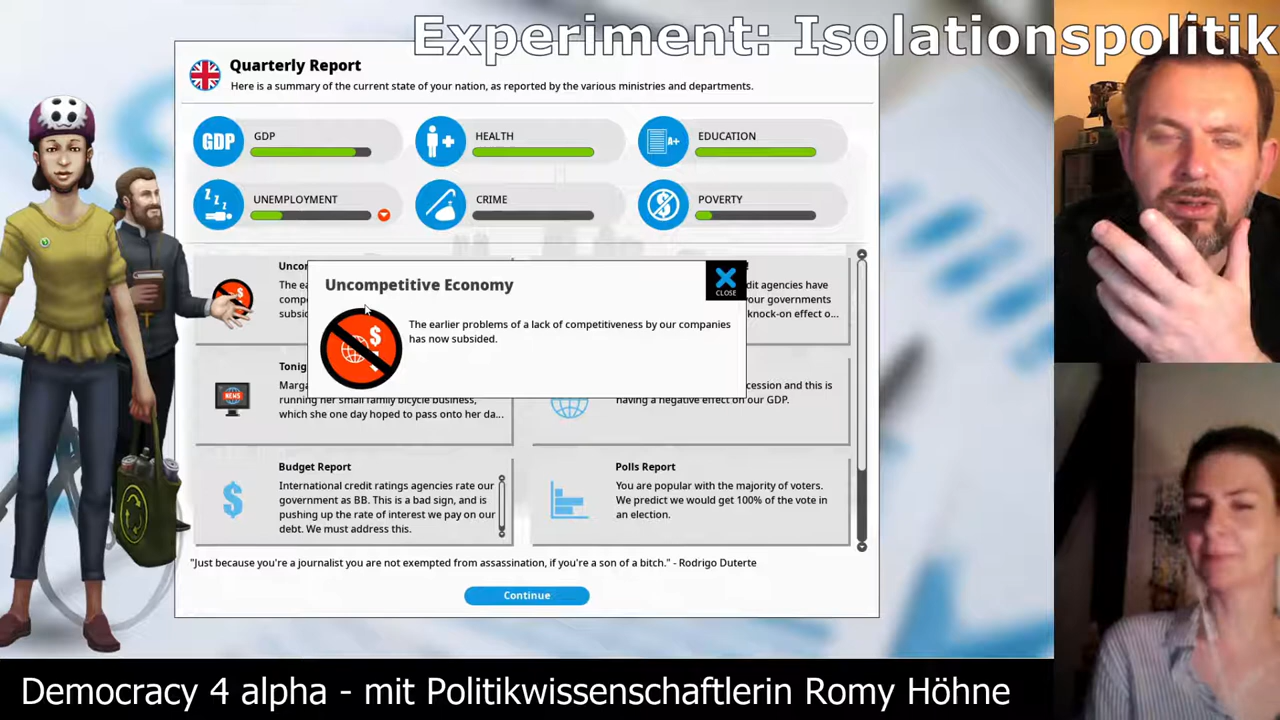 Experiment: Isolationspolitik
Quarterly Report
Here is a summary of the current state of your nation, as reported by the various ministries and departments.
GDP
GDP
HEALTH
A+
EDUCATION
Z Z Z
UNEMPLOYMENT
CRIME
$
POVERTY
Uncompetitive Economy
CLOSE
$
The earlier problems of a lack of competitiveness by our companies
has now subsided.
Uncor
The ea
compe
subsid
$
dit agencies have
your governments
knock-on effect o...
Tonig
NEWS
Marga
running her small family bicycle business,
which she one day hoped to pass onto her da...
cession and this is
having a negative effect on our GDP.
Budget Report
$
International credit ratings agencies rate our
government as BB. This is a bad sign, and is
pushing up the rate of interest we pay on our
debt. We must address this.
Polls Report
You are popular with the majority of voters.
We predict we would get 100% of the vote in
an election.
"Just because you're a journalist you are not exempted from assassination, if you're a son of a bitch." - Rodrigo Duterte
Continue
Democracy 4 alpha - mit Politikwissenschaftlerin Romy Höhne